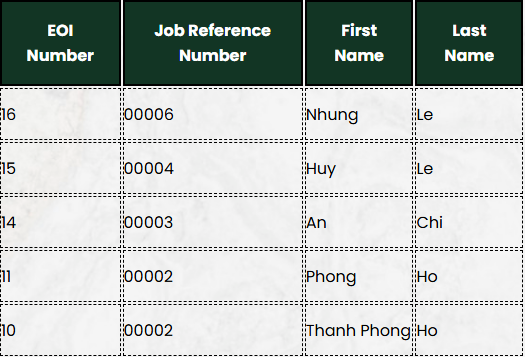 EOI Number Job Reference Number First Name Last Name
16 00006 Nhung Le
15 00004 Huy Le
14 00003 An Chi
11 00002 Phong Ho
10 00002 Thanh Phong Ho